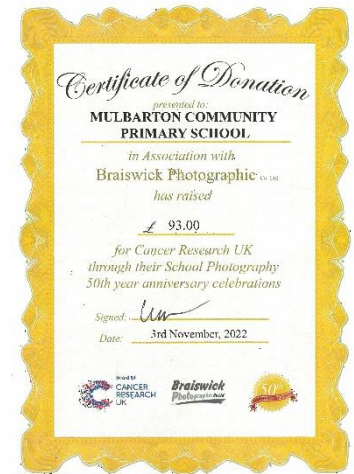 Certificate of Donation
presented to:
MULBARTON COMMUNITY
PRIMARY SCHOOL
in Association with
Braiswick Photographic Co Ltd
has raised
£ 93.00
for Cancer Research UK
through their School Photography
50th year anniversary celebrations
Signed:
Date: 3rd November, 2022
CANCER
RESEARCH
UK
Braiswick
Photographic
50th